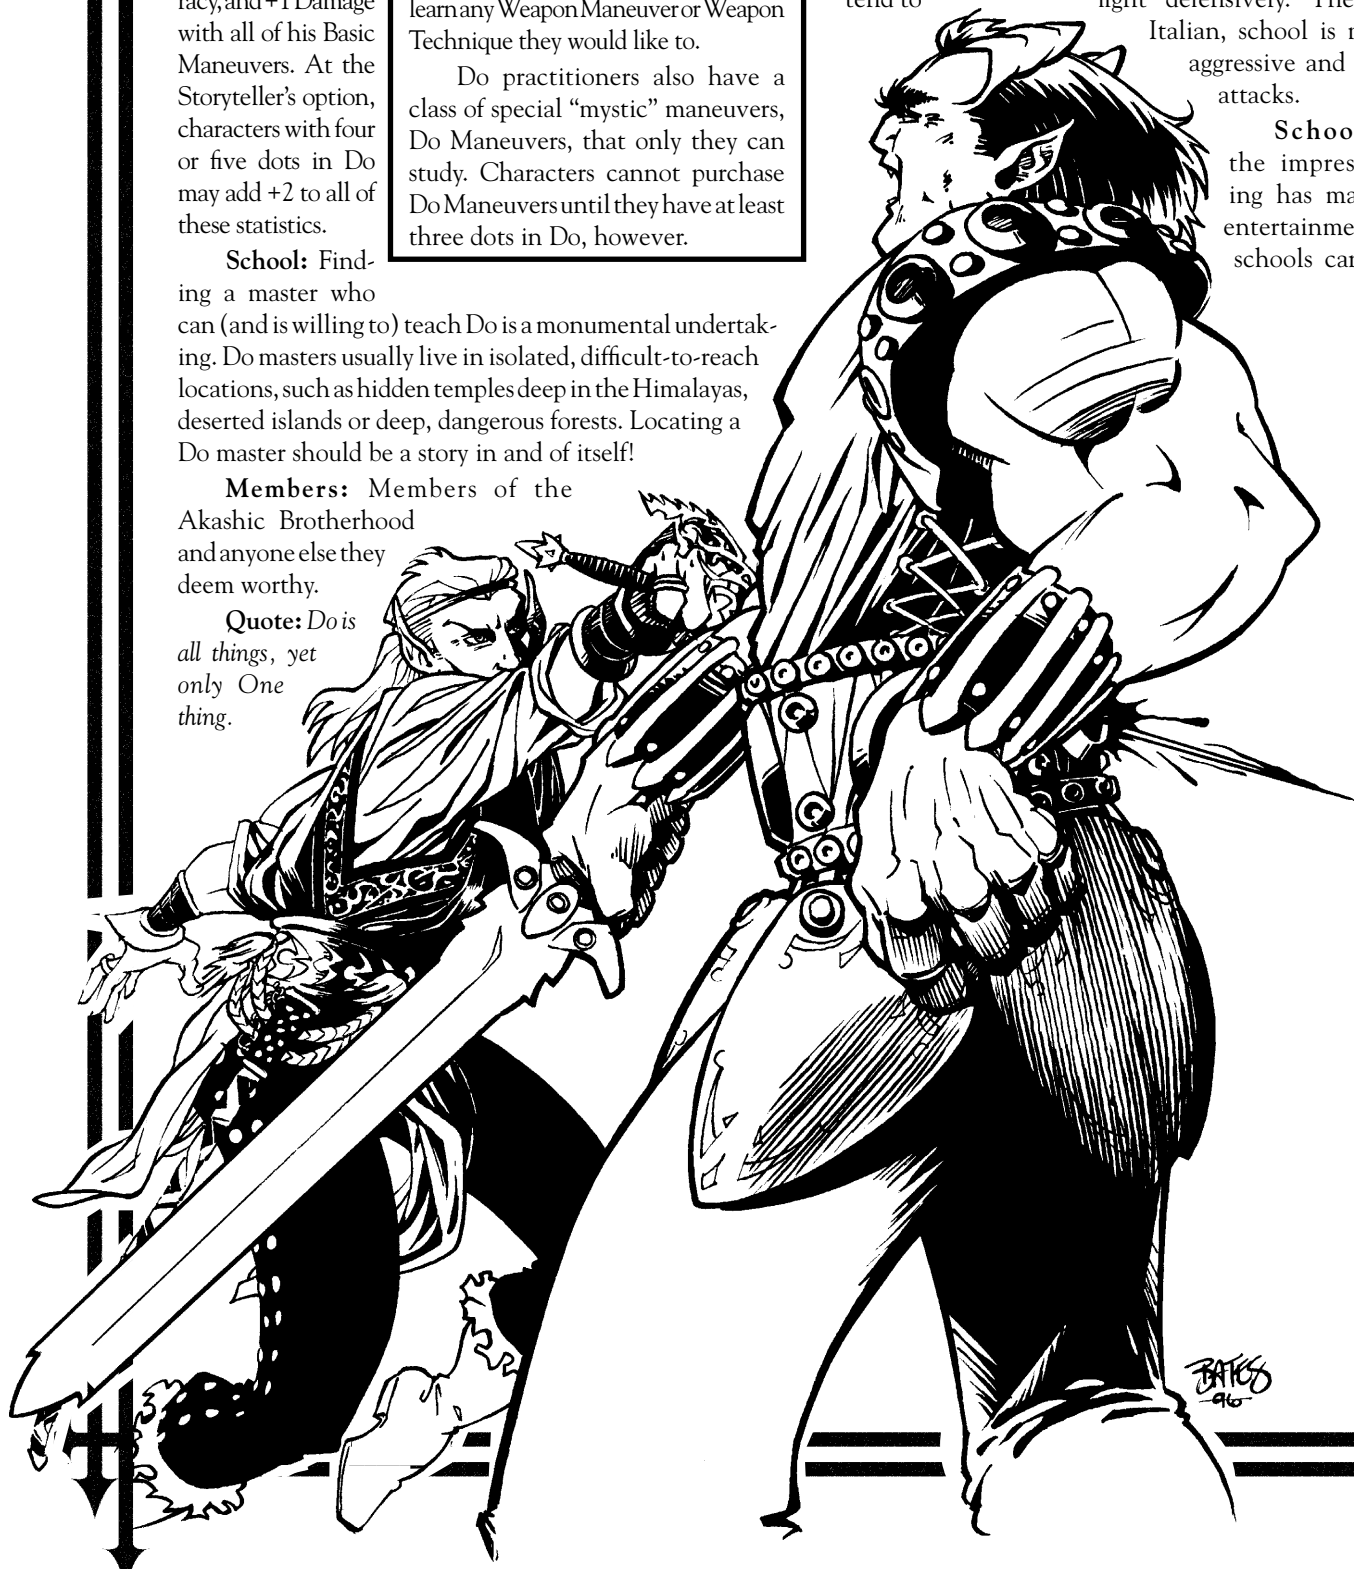 racy, and +1 Damage
with all of his Basic
Maneuvers. At the
Storyteller's option,
characters with four
or five dots in Do
may add +2 to all of
these statistics.
School: Find-
ing a master who
can (and is willing to) teach Do is a monumental undertak-
ing. Do masters usually live in isolated, difficult-to-reach
locations, such as hidden temples deep in the Himalayas,
deserted islands or deep, dangerous forests. Locating a
Do master should be a story in and of itself!
Members: Members of the
Akashic Brotherhood
and anyone else they
deem worthy.
Quote: Do is
all things, yet
only One
thing.
learn any Weapon Maneuver or Weapon
Technique they would like to.
Do practitioners also have a
class of special “mystic” maneuvers,
Do Maneuvers, that only they can
study. Characters cannot purchase
Do Maneuvers until they have at least
three dots in Do, however.
tend to
defensively. The
Italian, school is
aggressive and
attacks.
School
the impres
ing has ma
entertainme
schools can
BATES
96